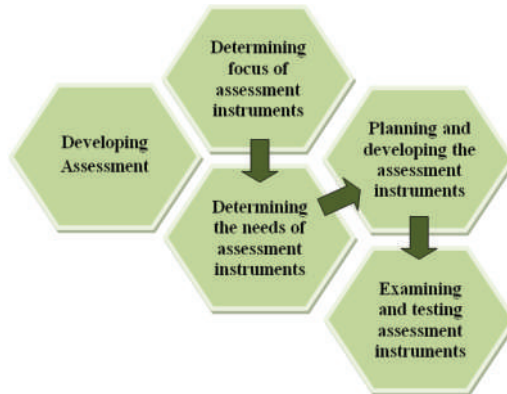 Developing
Assessment
Determining
focus of
assessment
instruments
Determining
the needs of
assessment
instruments
Planning and
developing the
assessment
instruments
Examining
and testing
assessment
instruments